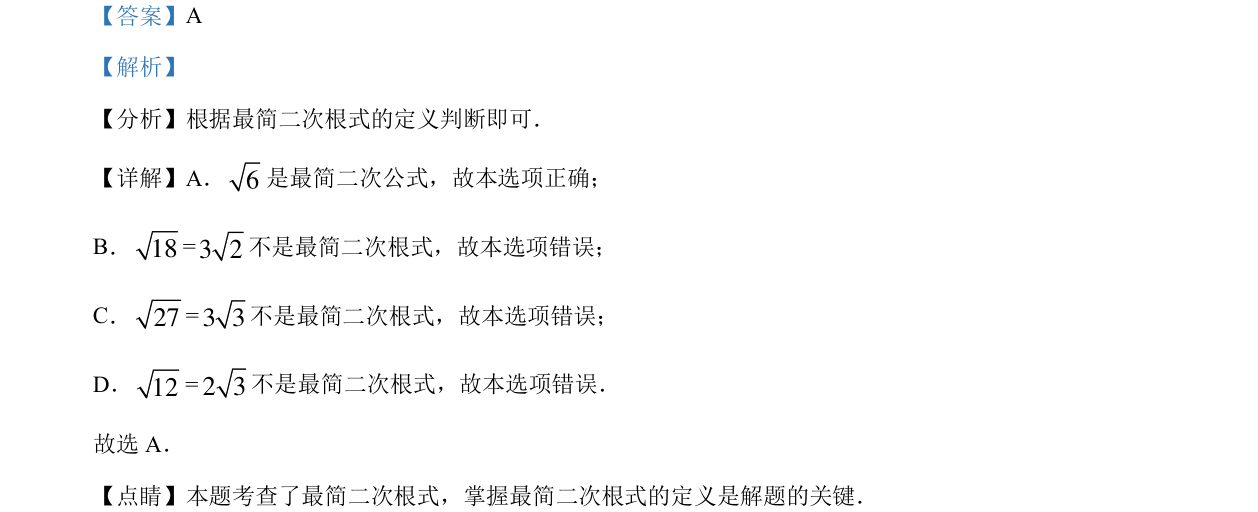 【答案】A
【解析】
【分析】根据最简二次根式的定义判断即可．
【详解】A． √6 是最简二次公式，故本选项正确；
B． √18 = 3√2 不是最简二次根式，故本选项错误；
C． √27 = 3√3 不是最简二次根式，故本选项错误；
D． √12 = 2√3 不是最简二次根式，故本选项错误．
故选 A．
【点睛】本题考查了最简二次根式，掌握最简二次根式的定义是解题的关键．